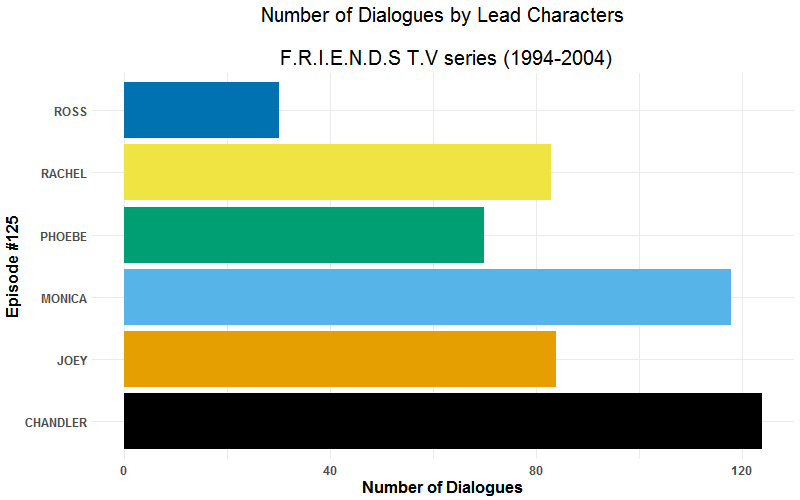 Number of Dialogues by Lead Characters
F.R.I.E.N.D.S T.V series (1994-2004)
ROSS
RACHEL
PHOEBE
MONICA
JOEY
CHANDLER
Episode #125
0 40 80 120
Number of Dialogues